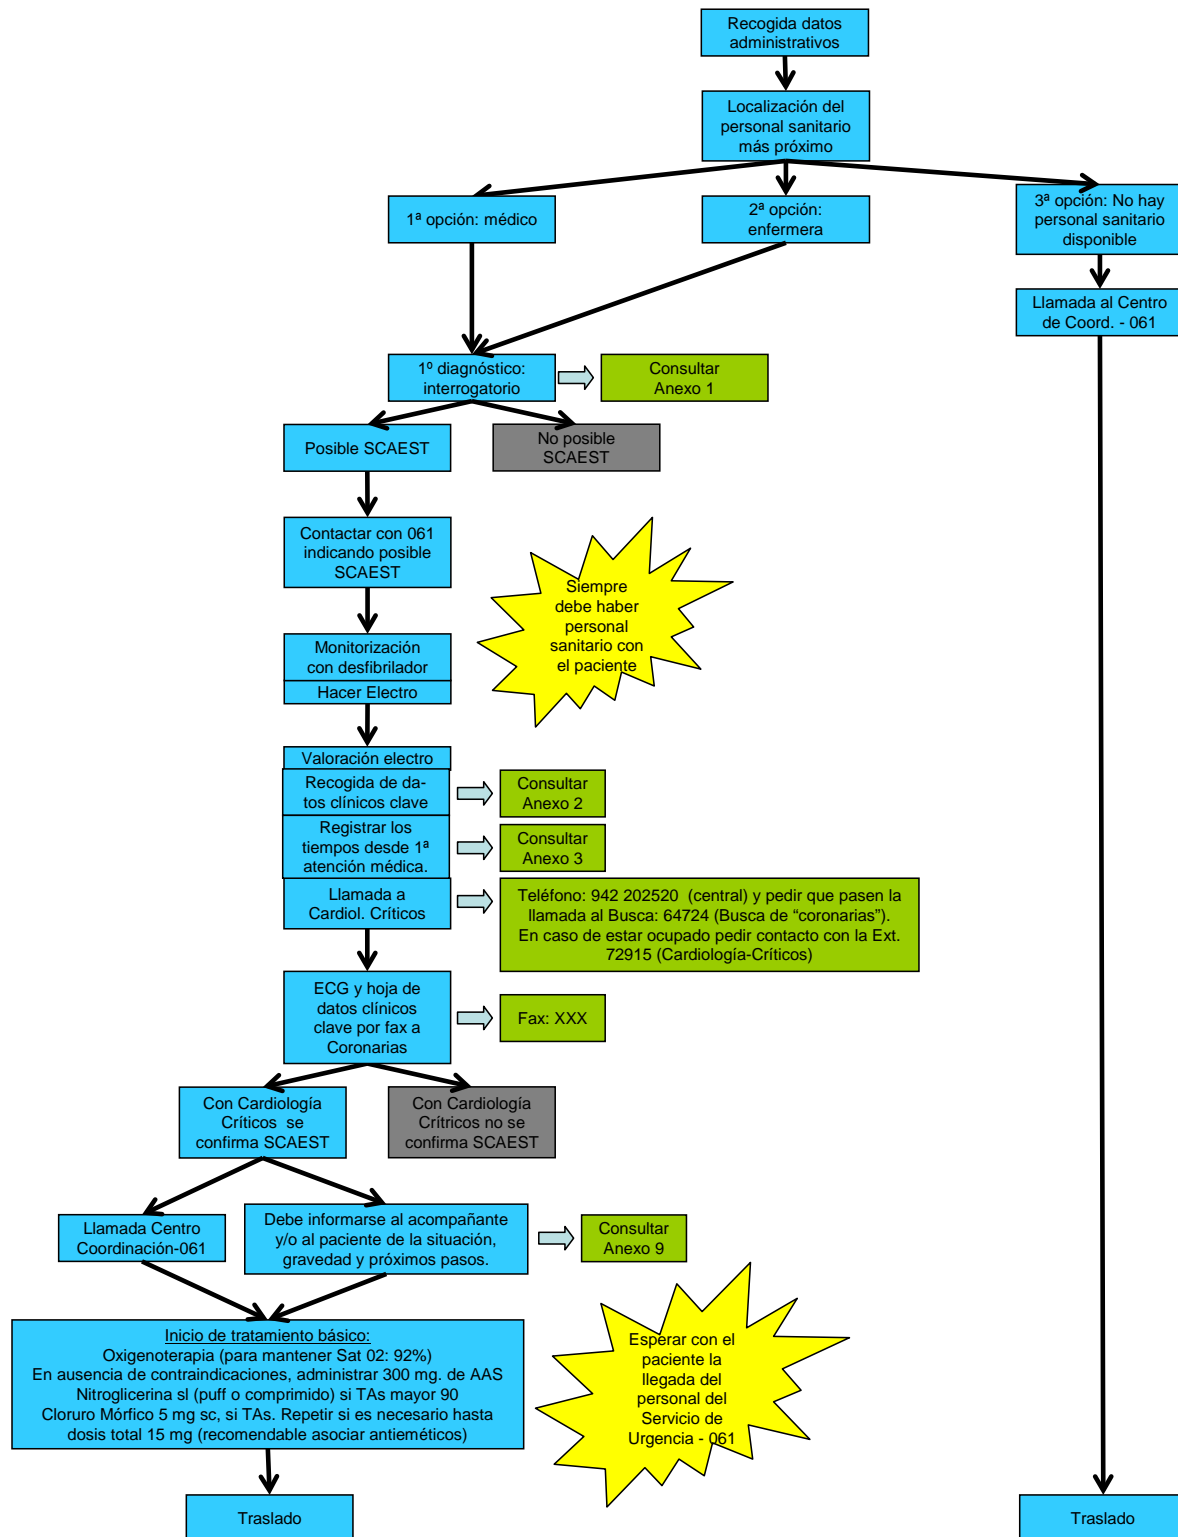 Recogida datos
administrativos
Localización del
personal sanitario
más próximo
1ª opción: médico
2ª opción:
enfermera
3ª opción: No hay
personal sanitario
disponible
Llamada al Centro
de Coord. - 061
1º diagnóstico:
interrogatorio
Consultar
Anexo 1
Posible SCAEST
No posible
SCAEST
Contactar con 061
indicando posible
SCAEST
Siempre
debe haber
personal
sanitario con
el paciente
Monitorización
con desfibrilador
Hacer Electro
Valoración electro
Recogida de da-
tos clínicos clave
Consultar
Anexo 2
Registrar los
tiempos desde 1ª
atención médica.
Consultar
Anexo 3
Llamada a
Cardiol. Críticos
Teléfono: 942 202520 (central) y pedir que pasen la
llamada al Busca: 64724 (Busca de “coronarias”).
En caso de estar ocupado pedir contacto con la Ext.
72915 (Cardiología-Críticos)
ECG y hoja de
datos clínicos
clave por fax a
Coronarias
Fax: XXX
Con Cardiología
Críticos se
confirma SCAEST
Con Cardiología
Crítricos no se
confirma SCAEST
Llamada Centro
Coordinación-061
Debe informarse al acompañante
y/o al paciente de la situación,
gravedad y próximos pasos.
Consultar
Anexo 9
Inicio de tratamiento básico:
Oxigenoterapia (para mantener Sat 02: 92%)
En ausencia de contraindicaciones, administrar 300 mg. de AAS
Nitroglicerina sl (puff o comprimido) si TAs mayor 90
Cloruro Mórfico 5 mg sc, si TAs. Repetir si es necesario hasta
dosis total 15 mg (recomendable asociar antieméticos)
Esperar con el
paciente la
llegada del
personal del
Servicio de
Urgencia - 061
Traslado
Traslado